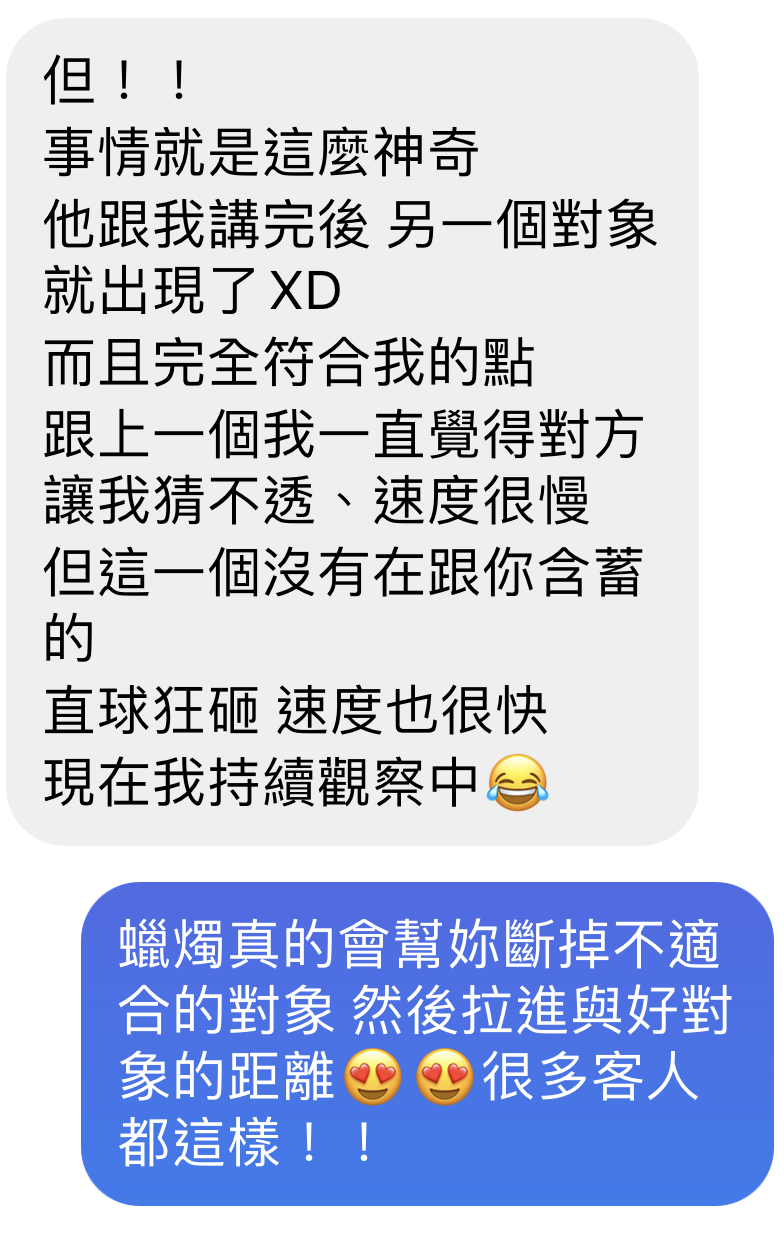 但！！
事情就是這麼神奇
他跟我講完後 另一個對象
就出現了XD
而且完全符合我的點
跟上一個我一直覺得對方
讓我猜不透、速度很慢
但這一個沒有在跟你含蓄
的
直球狂砸 速度也很快
現在我持續觀察中😂
蠟燭真的會幫妳斷掉不適
合的對象 然後拉進與好對
象的距離😍😍很多客人
都這樣！！